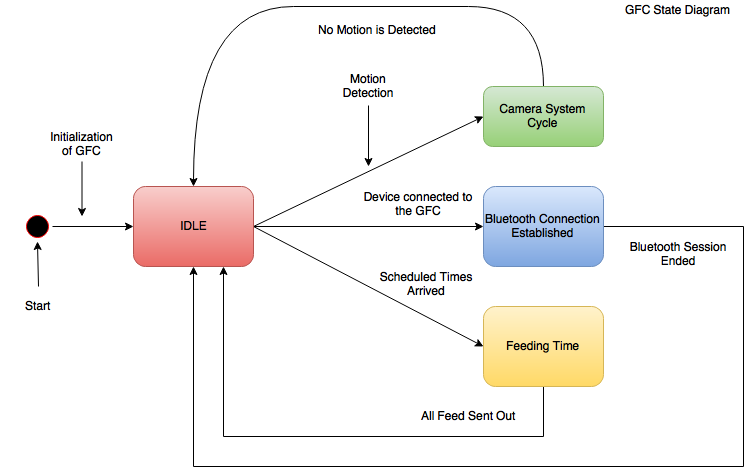 GFC State Diagram
No Motion is Detected
Motion
Detection
Camera System
Cycle
Initialization
of GFC
Device connected to
the GFC
IDLE
Bluetooth Connection
Established
Bluetooth Session
Ended
Scheduled Times
Arrived
Start
Feeding Time
All Feed Sent Out